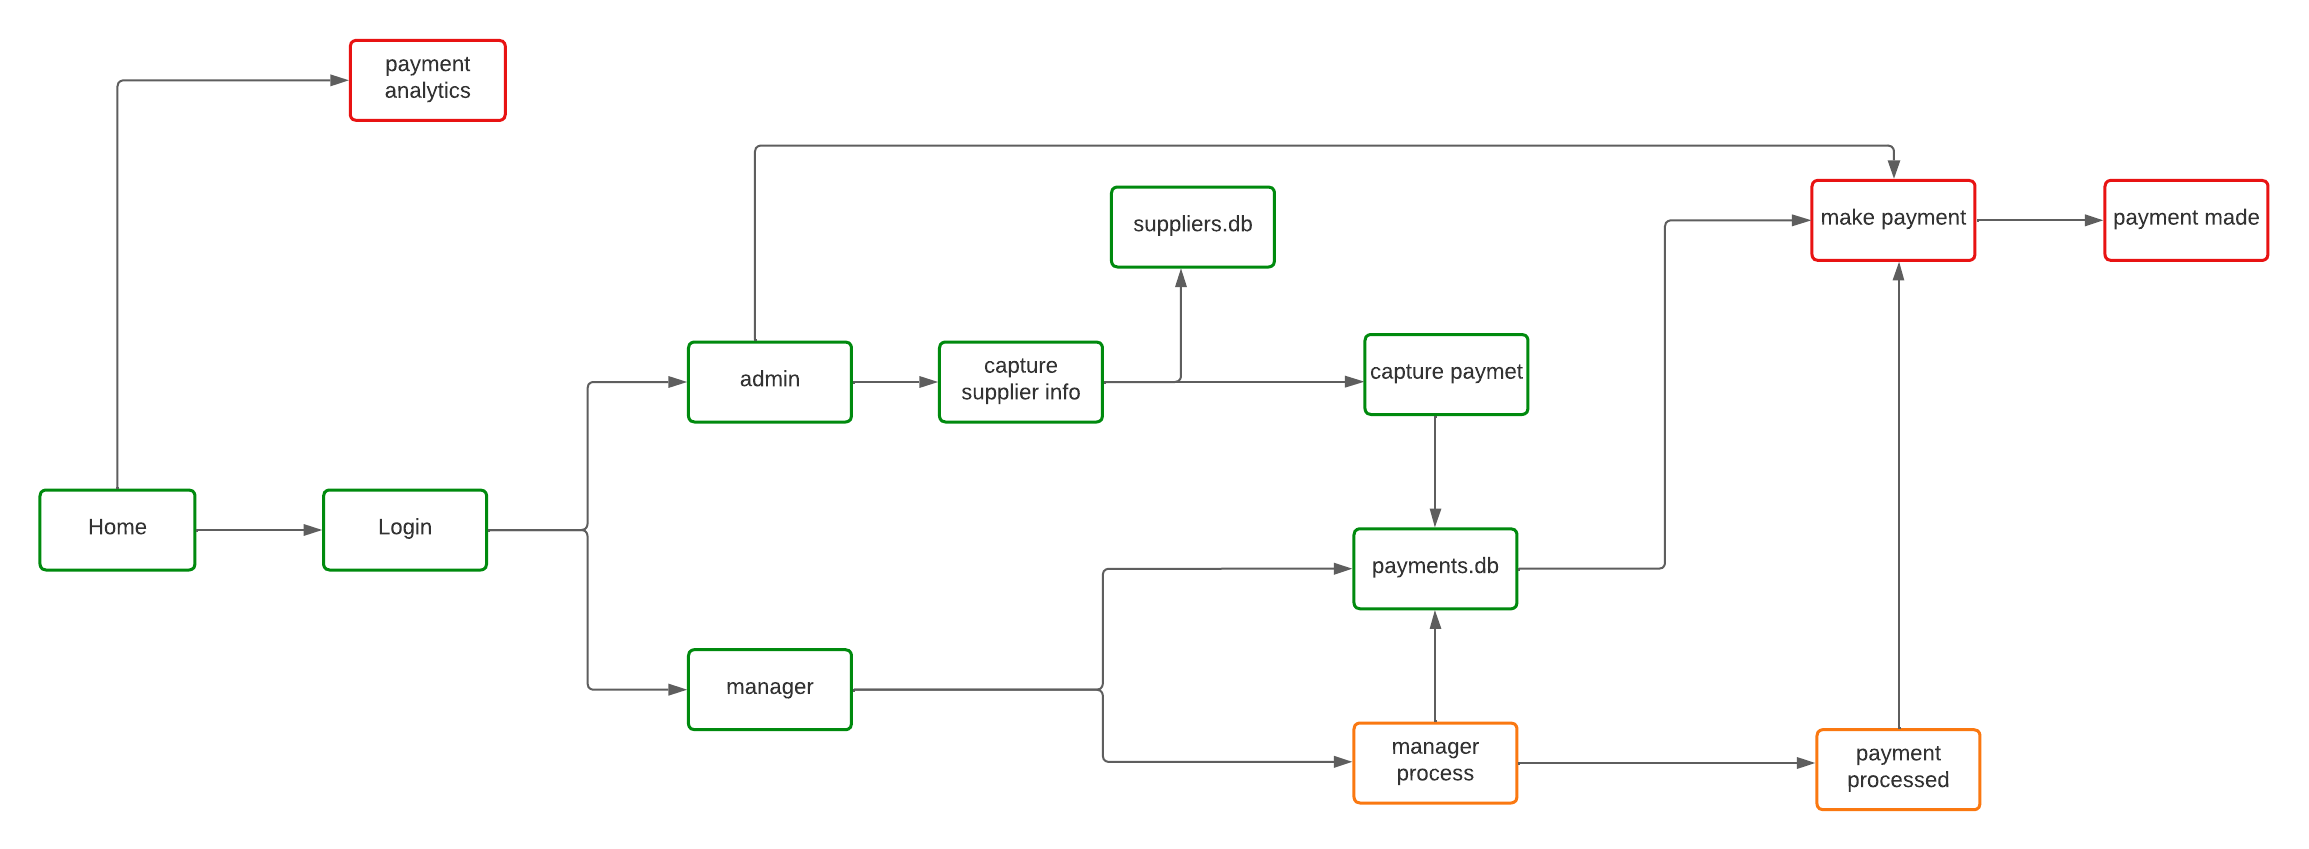 payment
analytics
suppliers.db
make payment
payment made
admin
capture
supplier info
capture paymet
Home
Login
payments.db
manager
manager
process
payment
processed